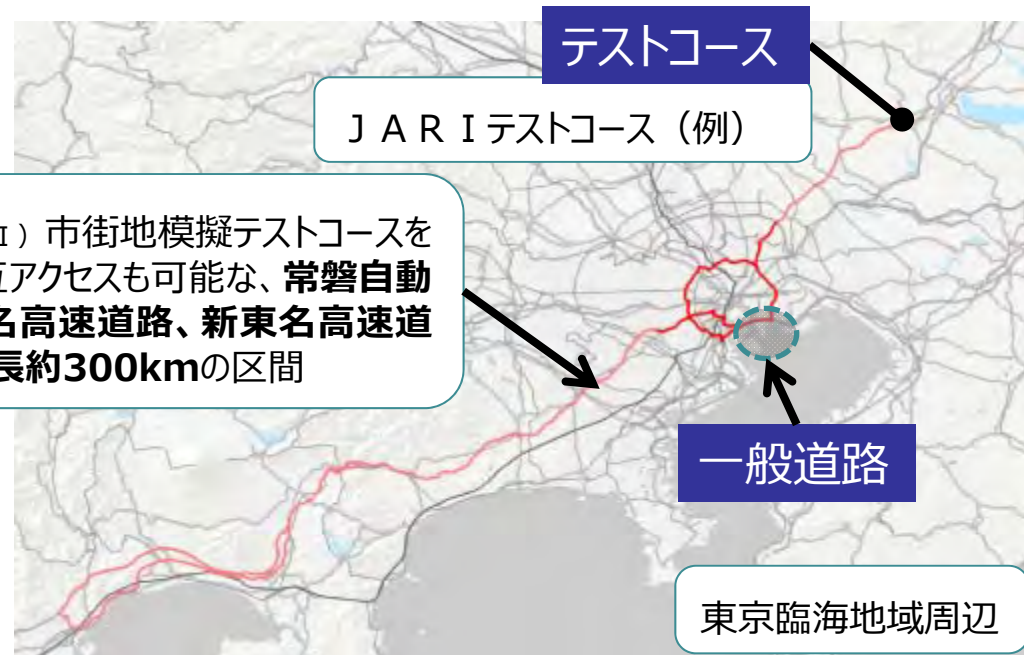 テストコース
ＪＡＲＩテストコース（例）
）市街地模擬テストコースを
アクセスも可能な、常磐自動
名高速道路、新東名高速道
長約300kmの区間
一般道路
東京臨海地域周辺